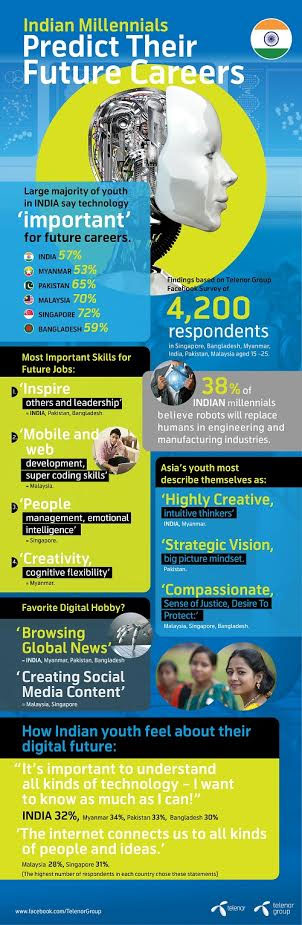 Indian Millennials
Predict Their
Future Careers
Large majority of youth
in INDIA say technology
'important'
for future careers.
INDIA 57%
MYANMAR 53%
PAKISTAN 65%
MALAYSIA 70%
SINGAPORE 72%
BANGLADESH 59%
Findings based on Telenor Group
FaceBook Survey of
4,200
respondents
in Singapore, Bangladesh, Myanmar,
India, Pakistan, Malaysia aged 15 -25.
38% of
INDIAN millennials
believe robots will replace
humans in engineering and
manufacturing industries.
Most Important Skills for
Future Jobs:
1 'Inspire
others and leadership'
- INDIA, Pakistan, Bangladesh
2 'Mobile and
web
development,
super coding skills'
- Malaysia.
3 'People
management, emotional
intelligence'
- Singapore.
4 'Creativity,
cognitive flexibility'
- Myanmar.
Asia's youth most
describe themselves as:
'Highly Creative,
intuitive thinkers'
INDIA, Myanmar.
'Strategic Vision,
big picture mindset.
Pakistan.
'Compassionate,
Sense of Justice, Desire To
Protect:'
Malaysia, Singapore, Bangladesh.
Favorite Digital Hobby?
'Browsing
Global News'
- INDIA, Myanmar, Pakistan, Bangladesh
'Creating Social
Media Content'
- Malaysia, Singapore
How Indian youth feel about their
digital future:
"It's important to understand
all kinds of technology – I want
to know as much as I can!"
INDIA 32%, Myanmar 34%, Pakistan 33%, Bangladesh 30%
'The internet connects us to all kinds
of people and ideas.'
Malaysia 28%, Singapore 31%.
(The highest number of respondents in each country chose these statements)
www.facebook.com/TelenorGroup
telenor
telenor
group